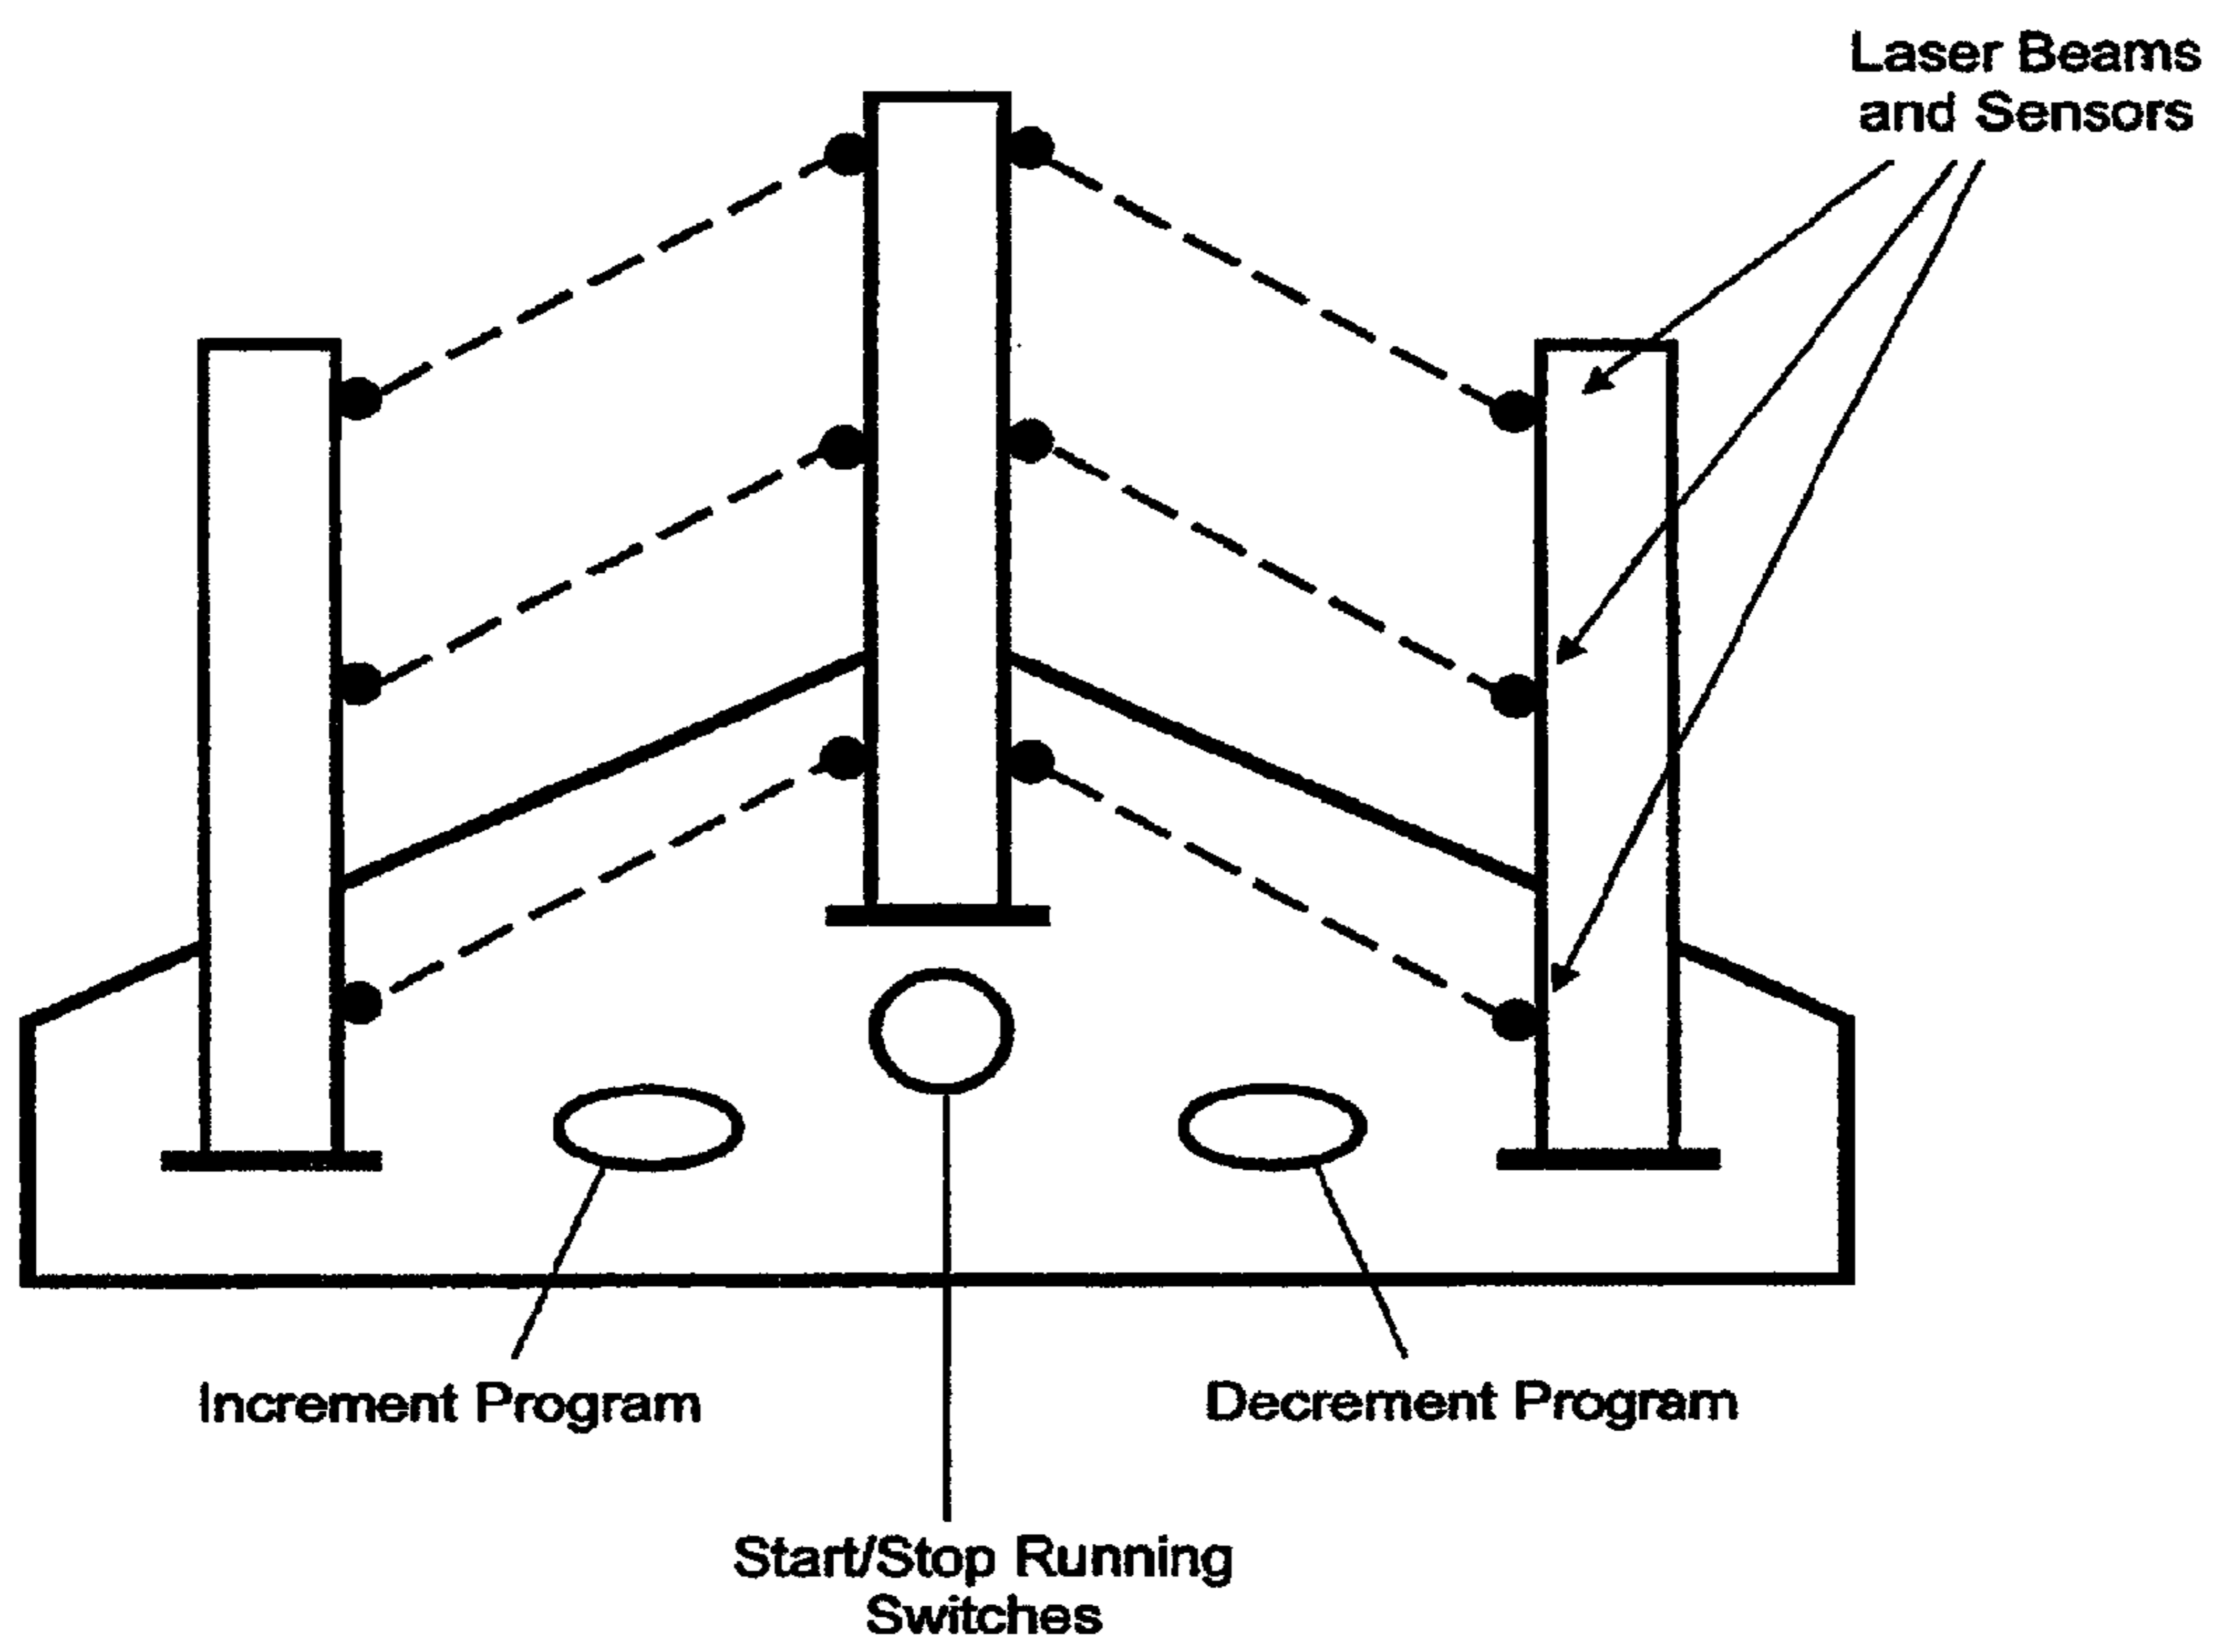 Laser Beams
and Sensors
Increment Program
Decrement Program
Start/Stop Running
Switches